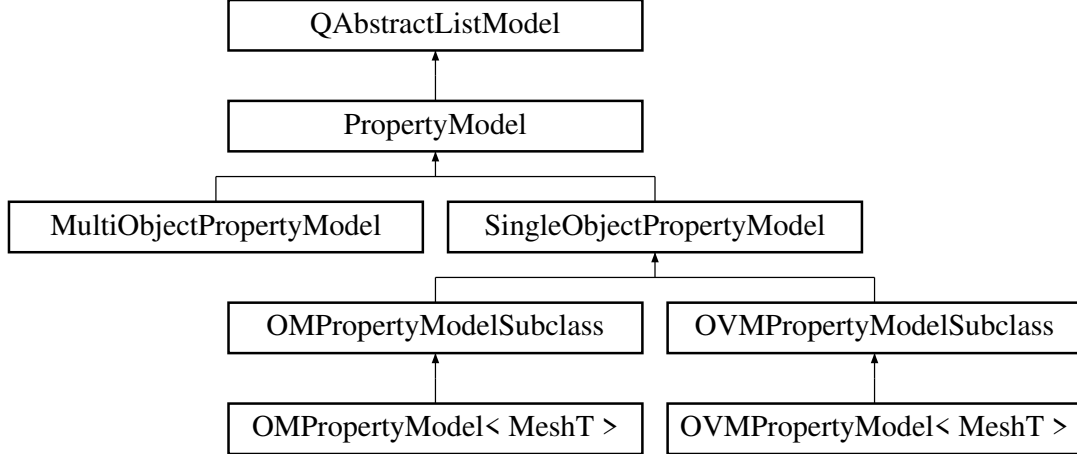 QAbstractListModel
PropertyModel
MultiObjectPropertyModel
SingleObjectPropertyModel
OMPropertyModelSubclass
OVMPropertyModelSubclass
OMPropertyModel< MeshT >
OVMPropertyModel< MeshT >